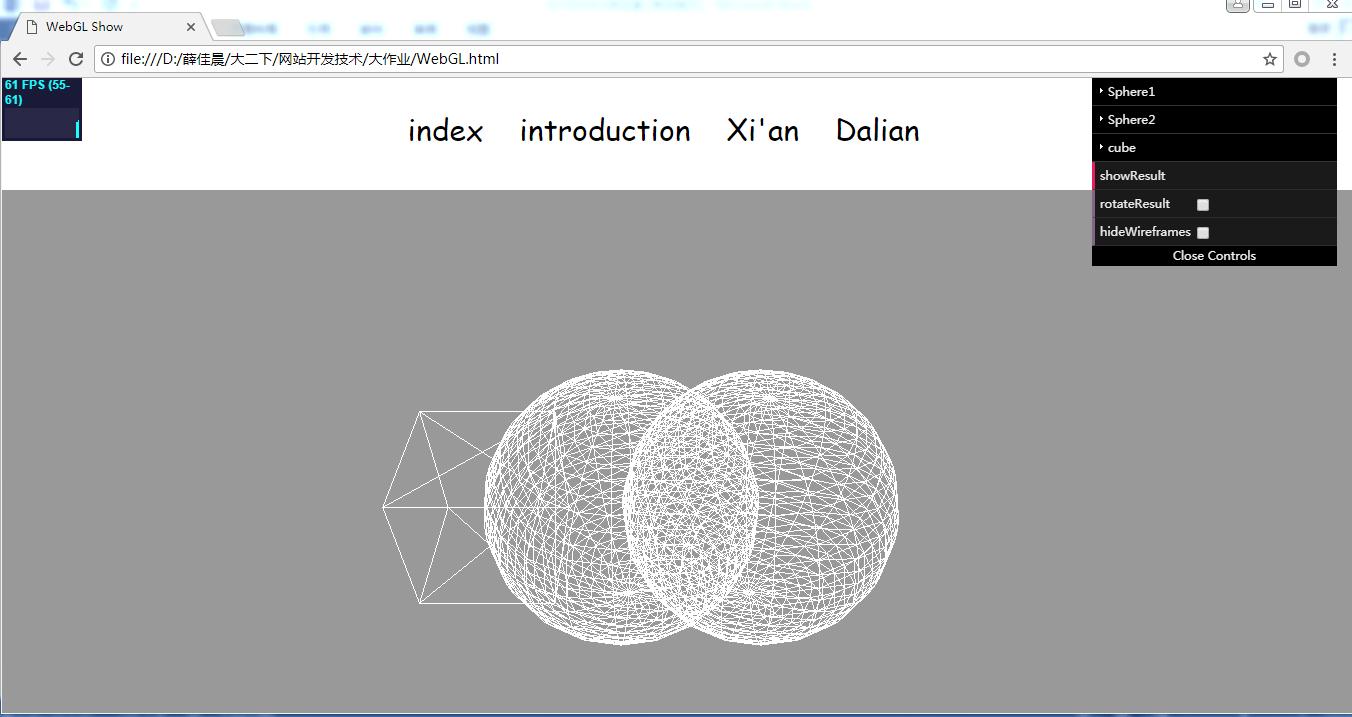 WebGL Show
file:///D:/薛佳晨/大二下/网站开发技术/大作业/WebGL.html
61 FPS (55-
61)
index introduction Xi'an Dalian
Sphere1
Sphere2
cube
showResult
rotateResult
hideWireframes
Close Controls